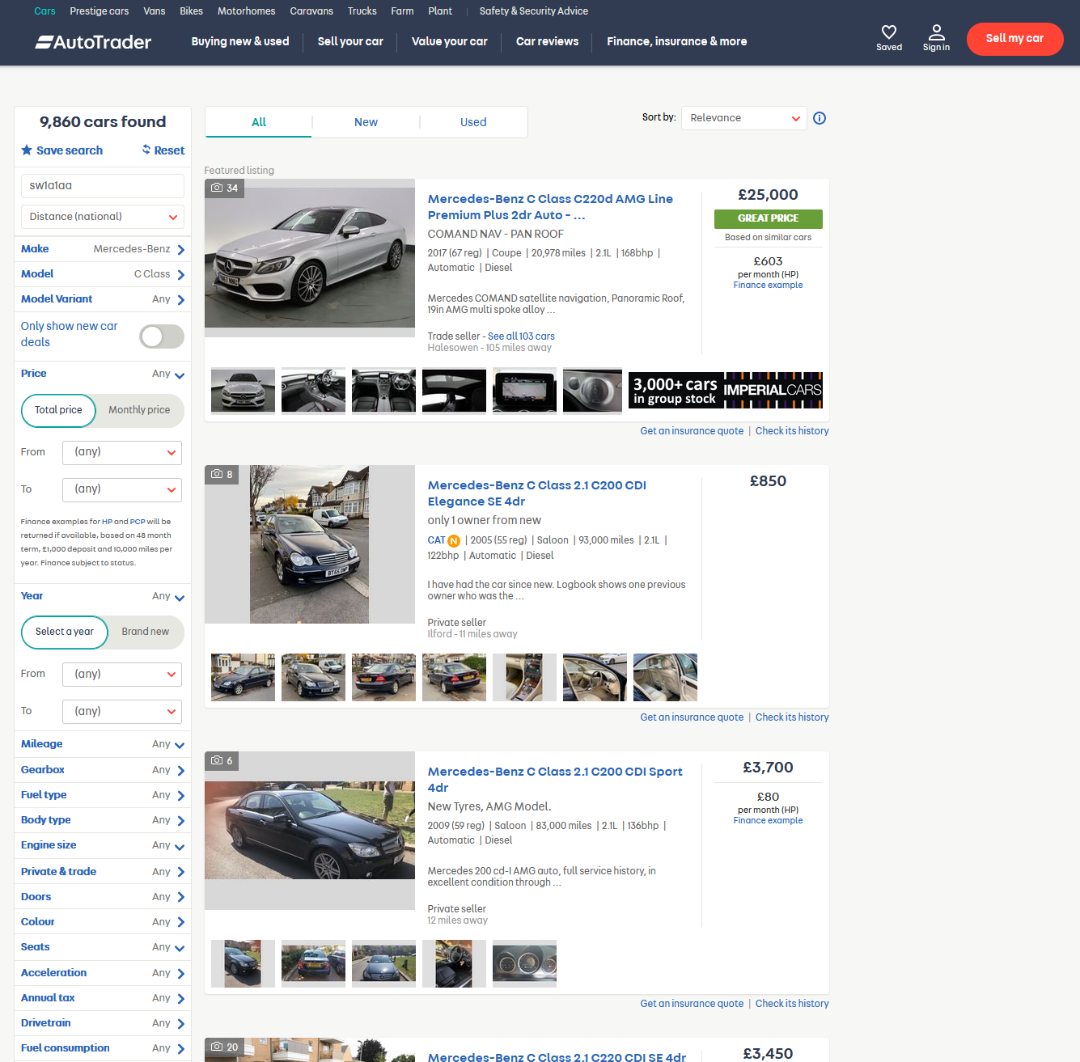 Cars Prestige cars Vans Bikes Motorhomes Caravans Trucks Farm Plant | Safety & Security Advice
AutoTrader
Buying new & used
Sell your car
Value your car
Car reviews
Finance, insurance & more
Saved
Sign in
Sell my car
9,860 cars found
Save search
Reset
sw1a1aa
Distance (national)
Make Mercedes-Benz
Model C Class
Model Variant Any
Only show new car
deals
Price Any
Total price Monthly price
From (any)
To (any)
Finance examples for HP and PCP will be
returned if available, based on 48 month
term, £1,000 deposit and 10,000 miles per
year. Finance subject to status.
Year Any
Select a year Brand new
From (any)
To (any)
Mileage Any
Gearbox Any
Fuel type Any
Body type Any
Engine size Any
Private & trade Any
Doors Any
Colour Any
Seats Any
Acceleration Any
Annual tax Any
Drivetrain Any
Fuel consumption Any
All New Used
Sort by: Relevance
Featured listing
34
Mercedes-Benz C Class C220d AMG Line
Premium Plus 2dr Auto - ...
COMAND NAV - PAN ROOF
2017 (67 reg) | Coupe | 20,978 miles | 2.1L | 168bhp |
Automatic | Diesel
Mercedes COMAND satellite navigation, Panoramic Roof,
19in AMG multi spoke alloy ...
Trade seller - See all 103 cars
Halesowen - 105 miles away
£25,000
GREAT PRICE
Based on similar cars
£603
per month (HP)
Finance example
3,000+ cars
in group stock
IMPERIALCARS
Get an insurance quote | Check its history
8
Mercedes-Benz C Class 2.1 C200 CDI
Elegance SE 4dr
only 1 owner from new
CAT N | 2005 (55 reg) | Saloon | 93,000 miles | 2.1L |
122bhp | Automatic | Diesel
I have had the car since new. Logbook shows one previous
owner who was the ...
Private seller
Ilford - 11 miles away
£850
Get an insurance quote | Check its history
6
Mercedes-Benz C Class 2.1 C200 CDI Sport
4dr
New Tyres, AMG Model.
2009 (59 reg) | Saloon | 83,000 miles | 2.1L | 136bhp |
Automatic | Diesel
Mercedes 200 cd-I AMG auto, full service history, in
excellent condition through ...
Private seller
12 miles away
£3,700
£80
per month (HP)
Finance example
Get an insurance quote | Check its history
20
Mercedes-Benz C Class 2.1 C220 CDI SE 4dr
£3,450